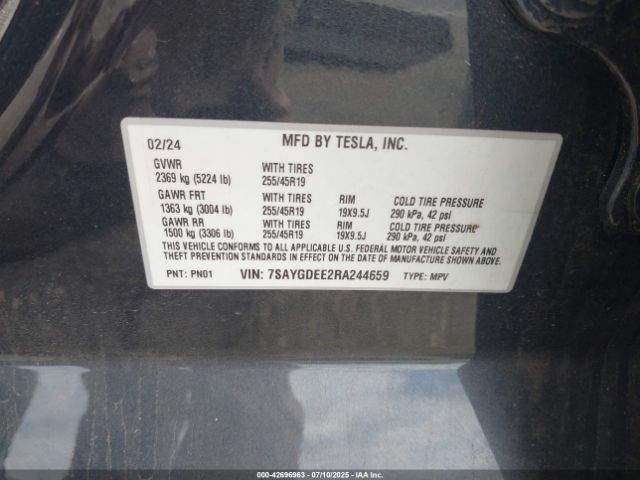 02/24 MFD BY TESLA, INC.
GVWR WITH TIRES
2369 kg (5224 lb) 255/45R19
GAWR FRT WITH TIRES RIM COLD TIRE PRESSURE
1363 kg (3004 lb) 255/45R19 19X9.5J 290 kPa, 42 psi
GAWR RR WITH TIRES RIM COLD TIRE PRESSURE
1500 kg (3306 lb) 255/45R19 19X9.5J 290 kPa, 42 psi
THIS VEHICLE CONFORMS TO ALL APPLICABLE U.S. FEDERAL MOTOR VEHICLE SAFETY AND
THEFT PREVENTION STANDARDS IN EFFECT ON THE DATE OF MANUFACTURE SHOWN ABOVE.
PNT: PN01 VIN: 7SAYGDEE2RA244659 TYPE: MPV
000-42696963 | 07/10/2025 - IAA Inc.